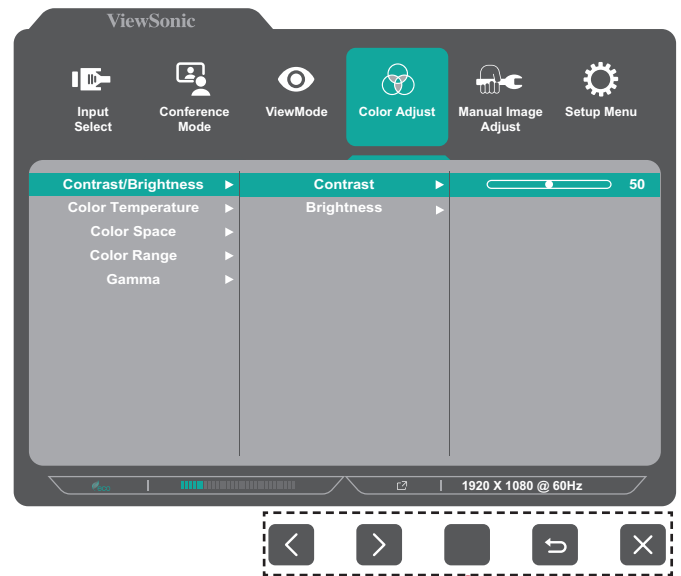 ViewSonic
Input Select
Conference Mode
ViewMode
Color Adjust
Manual Image Adjust
Setup Menu
Contrast/Brightness
Contrast
50
Color Temperature
Brightness
Color Space
Color Range
Gamma
ECO
1920 X 1080 @ 60Hz